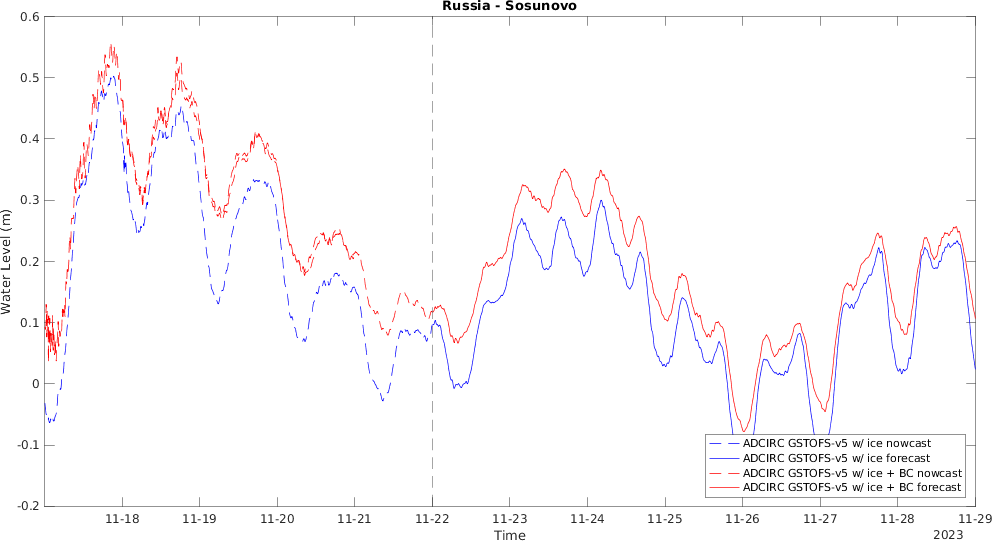 Russia - Sosunovo
0.6
0.5
0.4
0.3
0.2
0.1
0
-0.1
-0.2
Water Level (m)
ADCIRC GSTOFS-v5 w/ ice nowcast
ADCIRC GSTOFS-v5 w/ ice forecast
ADCIRC GSTOFS-v5 w/ ice + BC nowcast
ADCIRC GSTOFS-v5 w/ ice + BC forecast
11-18 11-19 11-20 11-21 11-22 11-23 11-24 11-25 11-26 11-27 11-28 11-29
Time
2023